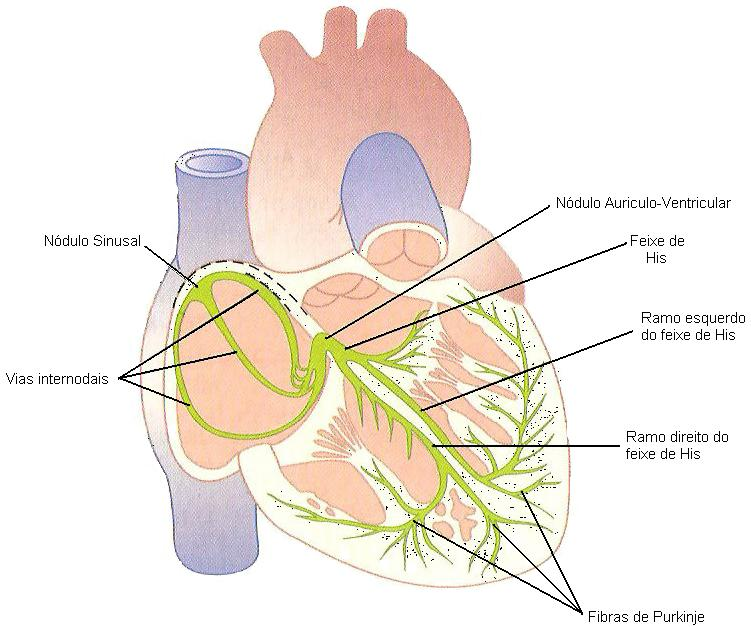 Nódulo Auriculo-Ventricular
Nódulo Sinusal
Feixe de
His
Ramo esquerdo
do feixe de His
Vias internodais
Ramo direito do
feixe de His
Fibras de Purkinje